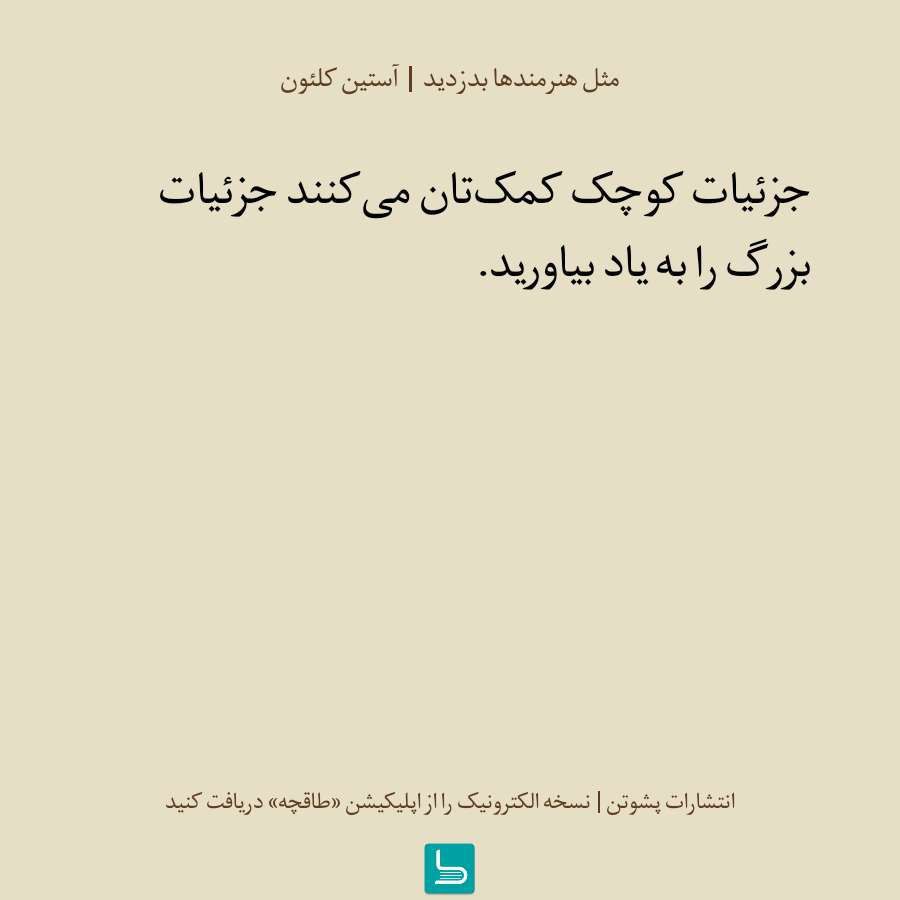 مثل هنرمندها بدزدید | آستین کلئون
جزئیات کوچک کمک‌تان می‌کنند جزئیات
بزرگ را به یاد بیاورید.
انتشارات پشوتن | نسخه الکترونیک را از اپلیکیشن «طاقچه» دریافت کنید